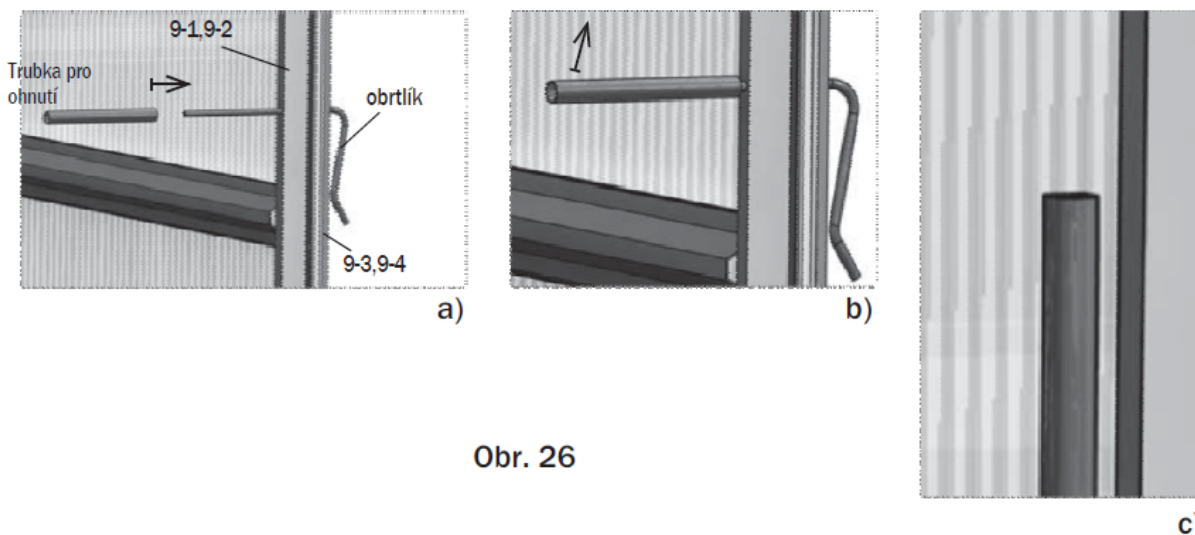 9-1,9-2
Trubka pro
ohnutí
obrtlík
9-3,9-4
a)
b)
Obr. 26
c)